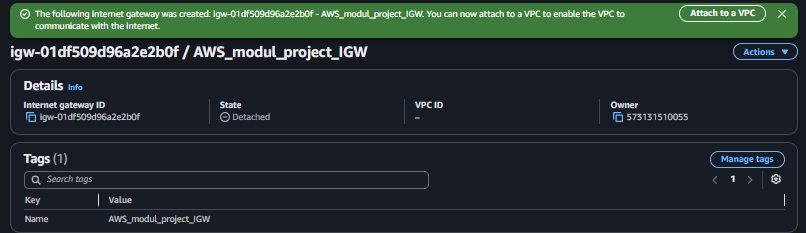 The following internet gateway was created: igw-01df509d96a2e2b0f - AWS_modul_project_IGW. You can now attach to a VPC to enable the VPC to communicate with the internet.
Attach to a VPC
igw-01df509d96a2e2b0f / AWS_modul_project_IGW
Actions
Details Info
Internet gateway ID
igw-01df509d96a2e2b0f
State
Detached
VPC ID
–
Owner
573131510055
Tags (1)
Manage tags
Search tags
1
Key Value
Name AWS_modul_project_IGW